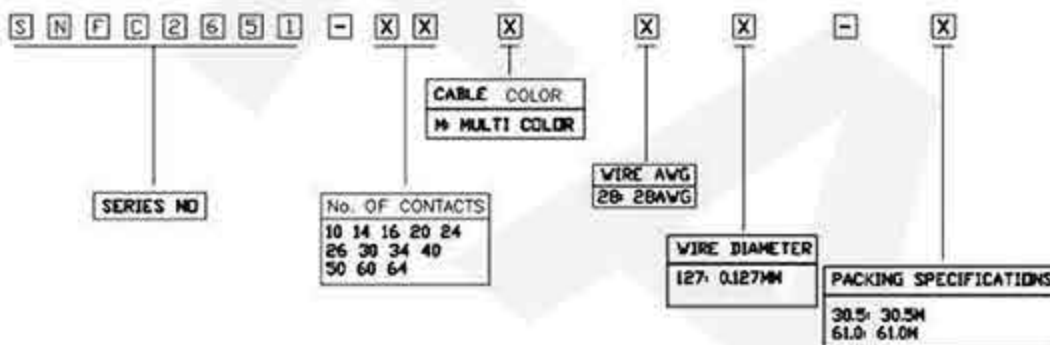 SNFC2651 - XX X X X - X
CABLE COLOR
M: MULTI COLOR
WIRE AWG
28: 28AWG
SERIES NO
No. OF CONTACTS
10 14 16 20 24
26 30 34 40
50 60 64
WIRE DIAMETER
127: 0.127MM
PACKING SPECIFICATIONS
30.5: 30.5M
61.0: 61.0M